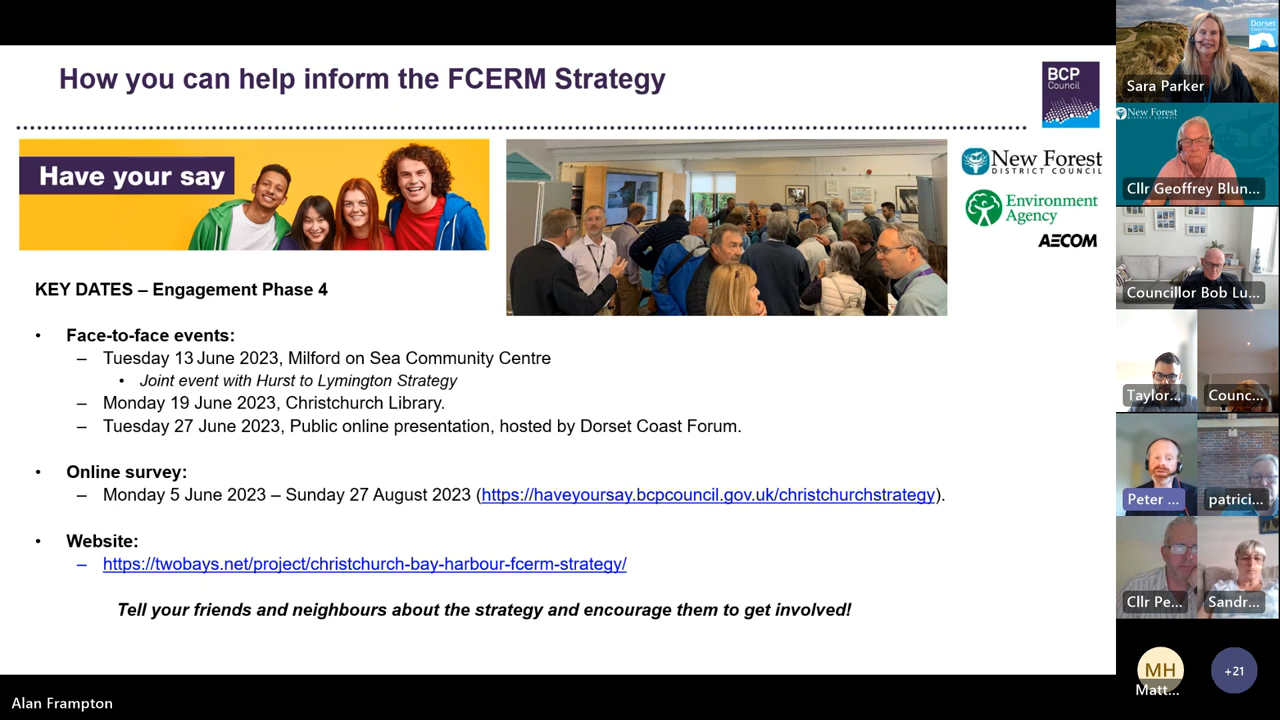 How you can help inform the FCERM Strategy
BCP
Council
Have your say
New Forest
DISTRICT COUNCIL
Environment
Agency
AECOM
KEY DATES – Engagement Phase 4
• Face-to-face events:
– Tuesday 13 June 2023, Milford on Sea Community Centre
• Joint event with Hurst to Lymington Strategy
– Monday 19 June 2023, Christchurch Library.
– Tuesday 27 June 2023, Public online presentation, hosted by Dorset Coast Forum.
• Online survey:
– Monday 5 June 2023 – Sunday 27 August 2023 (https://haveyoursay.bcpcouncil.gov.uk/christchurchstrategy).
• Website:
– https://twobays.net/project/christchurch-bay-harbour-fcerm-strategy/
Tell your friends and neighbours about the strategy and encourage them to get involved!
Alan Frampton
Dorset
Sara Parker
New Forest
Cllr Geoffrey Blun...
Councillor Bob Lu...
Taylor...
Counc...
Peter ...
patrici...
Cllr Pe...
Sandr...
MH
Matt...
+21